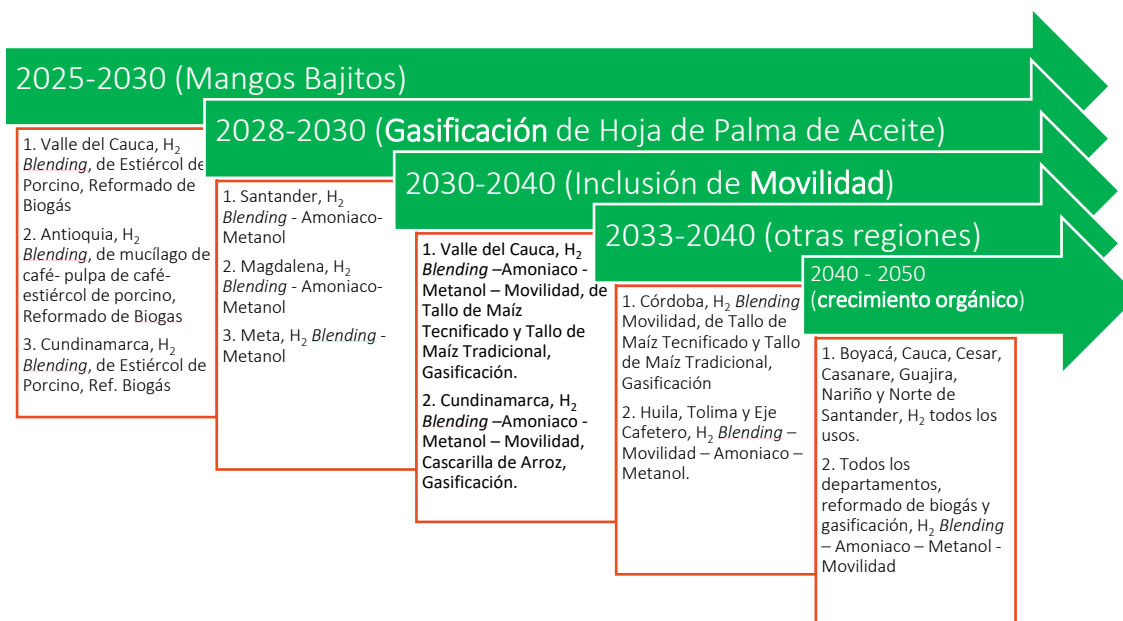 2025-2030 (Mangos Bajitos)
1. Valle del Cauca, H₂
Blending, de Estiércol de
Porcino, Reformado de
Biogás
2. Antioquia, H₂
Blending, de mucílago de
café- pulpa de café-
estiércol de porcino,
Reformado de Biogas
3. Cundinamarca, H₂
Blending, de Estiércol de
Porcino, Ref. Biogás
2028-2030 (Gasificación de Hoja de Palma de Aceite)
1. Santander, H₂
Blending - Amoniaco-
Metanol
2. Magdalena, H₂
Blending - Amoniaco-
Metanol
3. Meta, H₂ Blending -
Metanol
2030-2040 (Inclusión de Movilidad)
1. Valle del Cauca, H₂
Blending –Amoniaco -
Metanol – Movilidad, de
Tallo de Maíz
Tecnificado y Tallo de
Maíz Tradicional,
Gasificación.
2. Cundinamarca, H₂
Blending –Amoniaco -
Metanol – Movilidad,
Cascarilla de Arroz,
Gasificación.
2033-2040 (otras regiones)
1. Córdoba, H₂ Blending
Movilidad, de Tallo de
Maíz Tecnificado y Tallo
de Maíz Tradicional,
Gasificación
2. Huila, Tolima y Eje
Cafetero, H₂ Blending –
Movilidad – Amoniaco –
Metanol.
2040 - 2050
(crecimiento orgánico)
1. Boyacá, Cauca, Cesar,
Casanare, Guajira,
Nariño y Norte de
Santander, H₂ todos los
usos.
2. Todos los
departamentos,
reformado de biogás y
gasificación, H₂ Blending
– Amoniaco – Metanol -
Movilidad